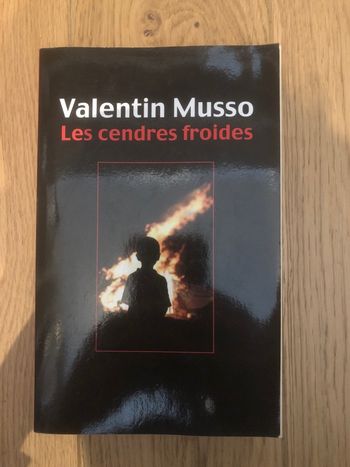 Valentin Musso
Les cendres froides